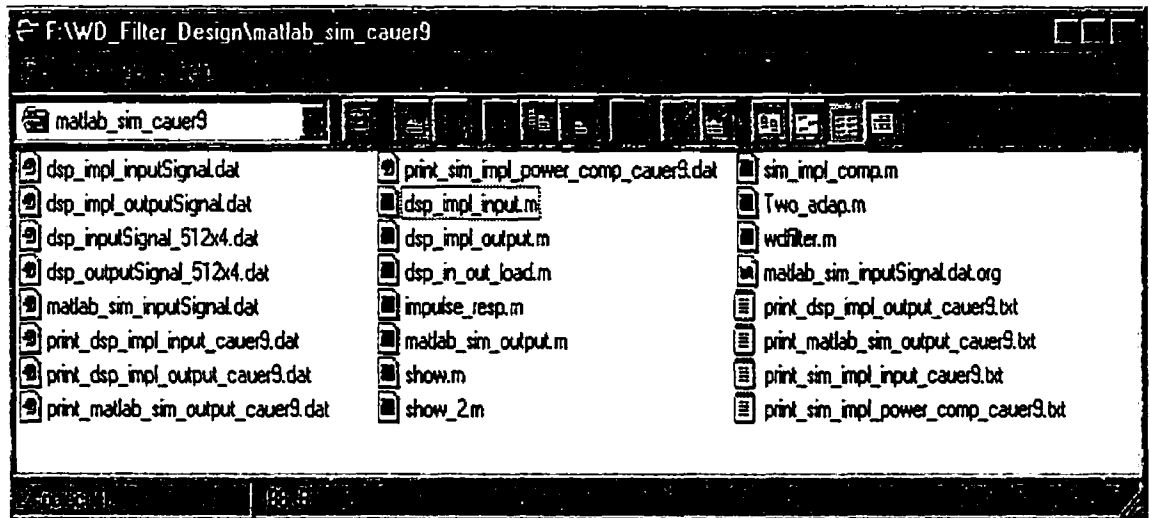 F:\WD_Filter_Design\matlab_sim_cauer9
matlab_sim_cauer9
dsp_impl_inputSignal.dat
dsp_impl_outputSignal.dat
dsp_inputSignal_512x4.dat
dsp_outputSignal_512x4.dat
matlab_sim_inputSignal.dat
print_dsp_impl_input_cauer9.dat
print_dsp_impl_output_cauer9.dat
print_matlab_sim_output_cauer9.dat
print_sim_impl_power_comp_cauer9.dat
dsp_impl_input.m
dsp_impl_output.m
dsp_in_out_load.m
impulse_resp.m
matlab_sim_output.m
show.m
show_2.m
sim_impl_comp.m
Two_adap.m
wdfilter.m
matlab_sim_inputSignal.dat.org
print_dsp_impl_output_cauer9.txt
print_matlab_sim_output_cauer9.txt
print_sim_impl_input_cauer9.txt
print_sim_impl_power_comp_cauer9.txt